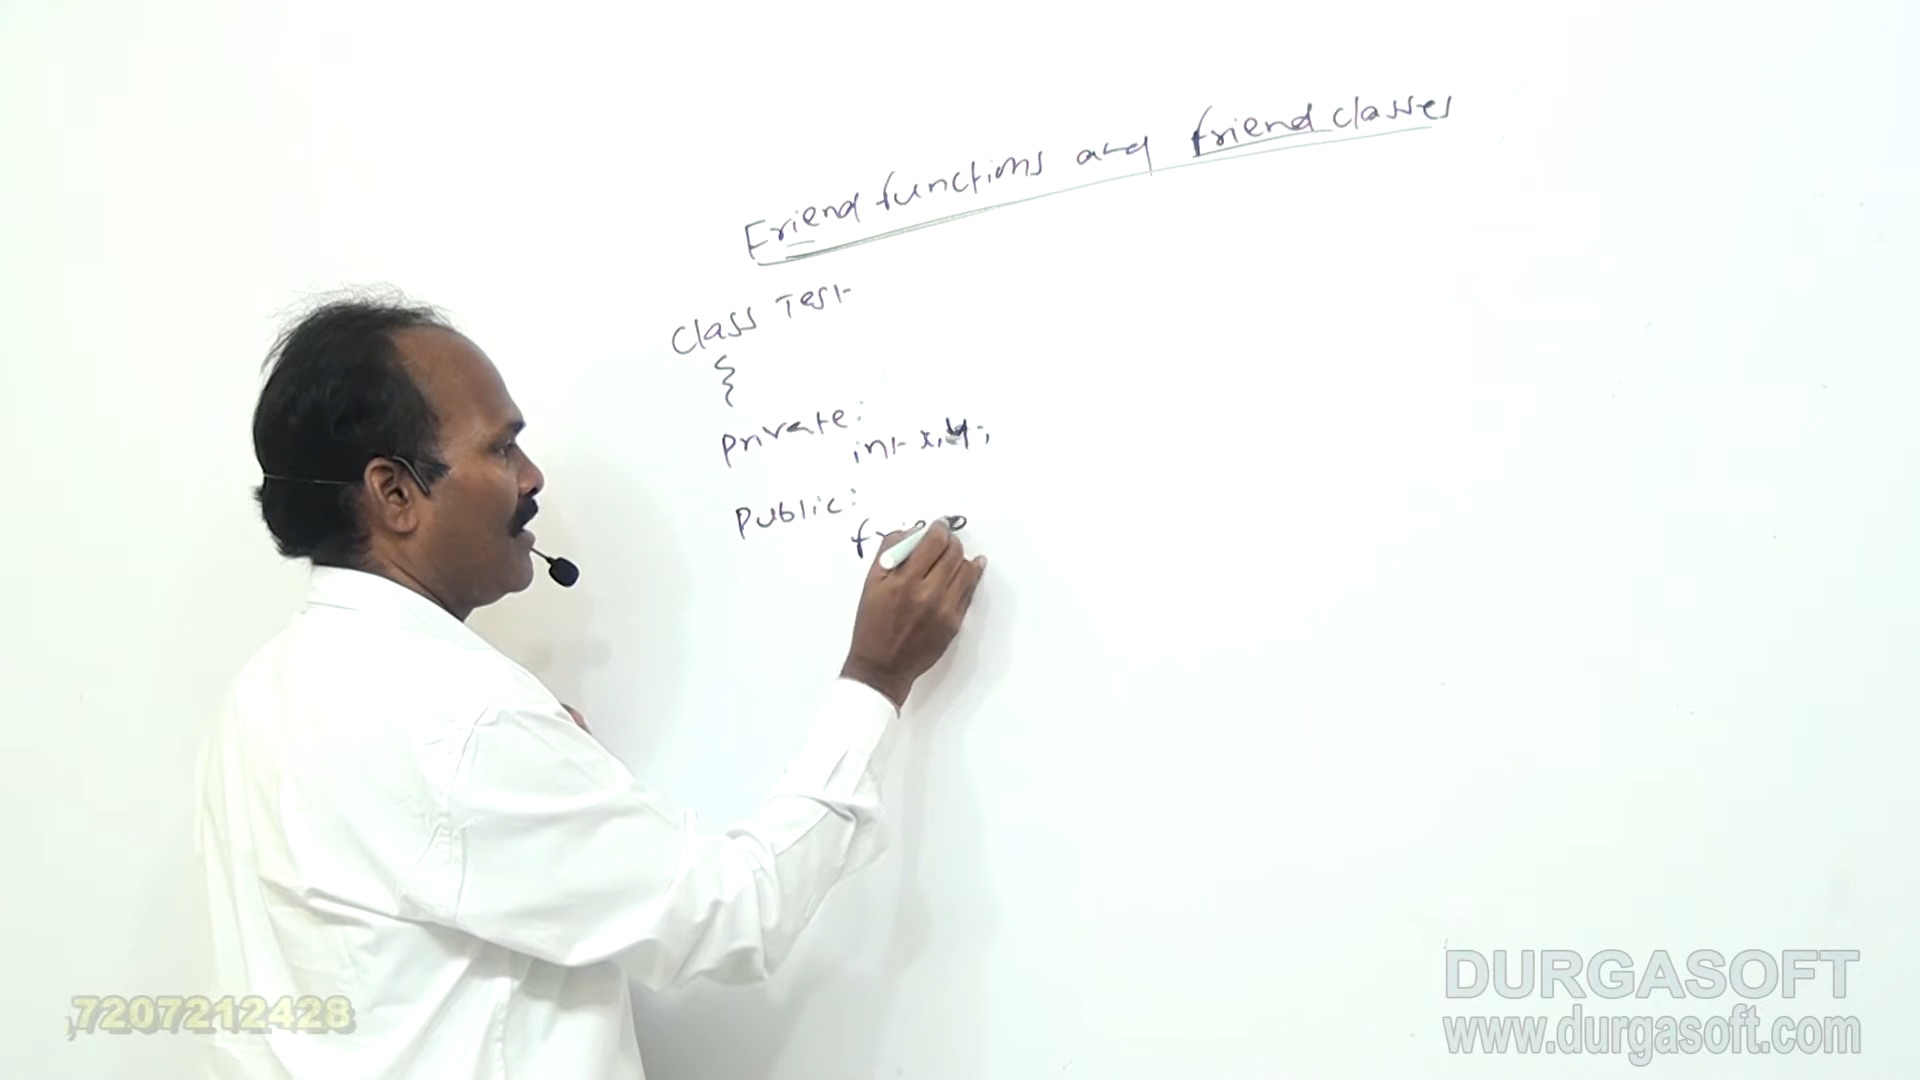 Friend functions and friend classes
class Test
{
private:
int x,y;
public:
DURGASOFT
www.durgasoft.com
,7207212428